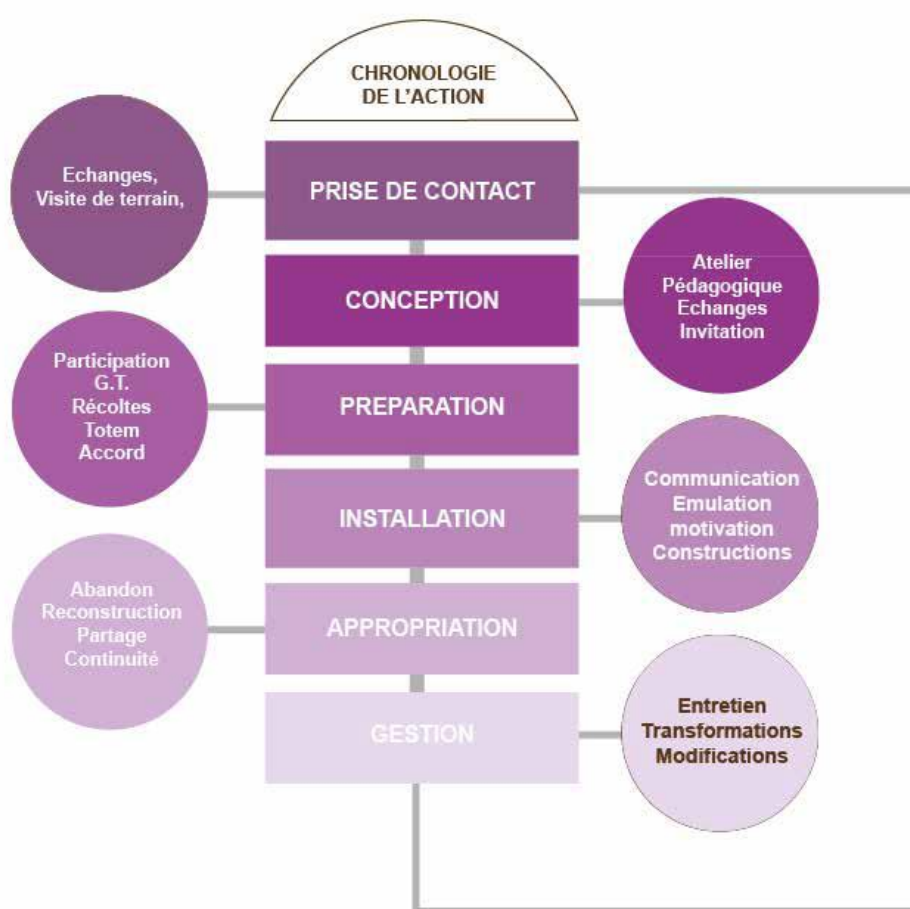 CHRONOLOGIE
DE L'ACTION
PRISE DE CONTACT
Echanges,
Visite de terrain,
CONCEPTION
Atelier
Pédagogique
Echanges
Invitation
PREPARATION
Participation
G.T.
Récoltes
Totem
Accord
INSTALLATION
Communication
Emulation
motivation
Constructions
APPROPRIATION
Abandon
Reconstruction
Partage
Continuité
GESTION
Entretien
Transformations
Modifications